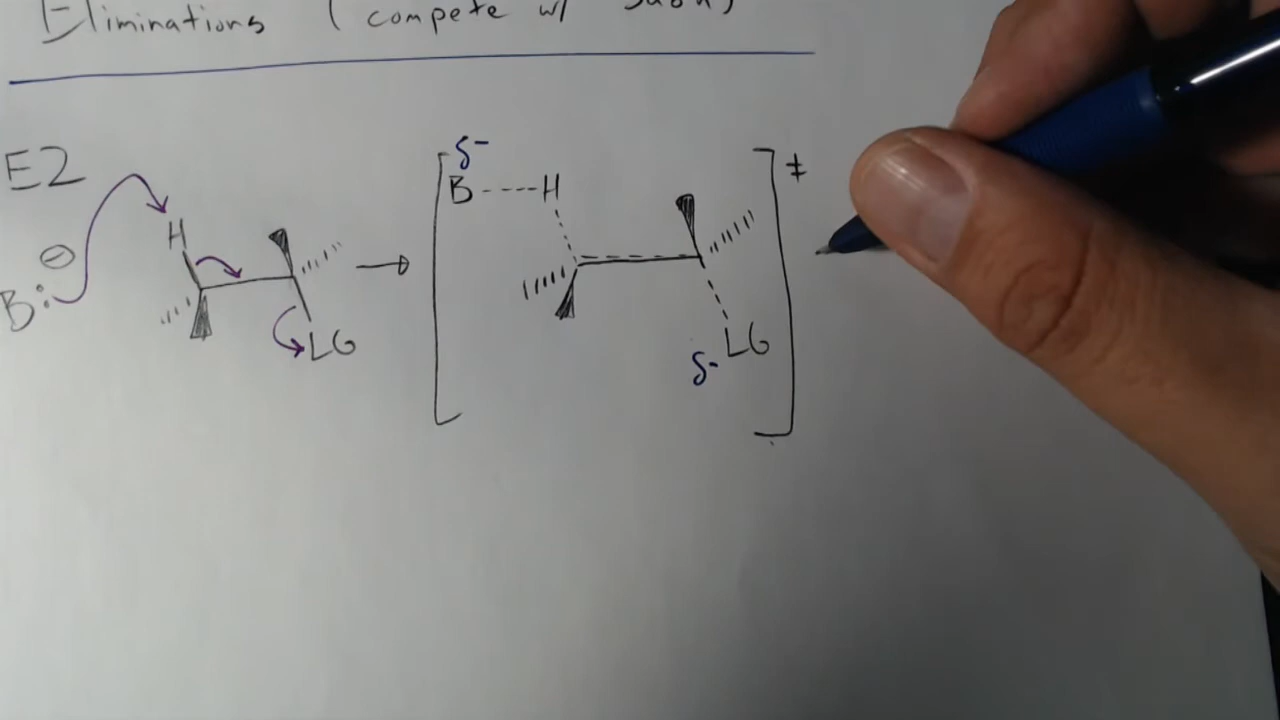 Eliminations (compete w/
E2
δ-
B ----H
‡
H
⊖
B:
LG
LG
δ-